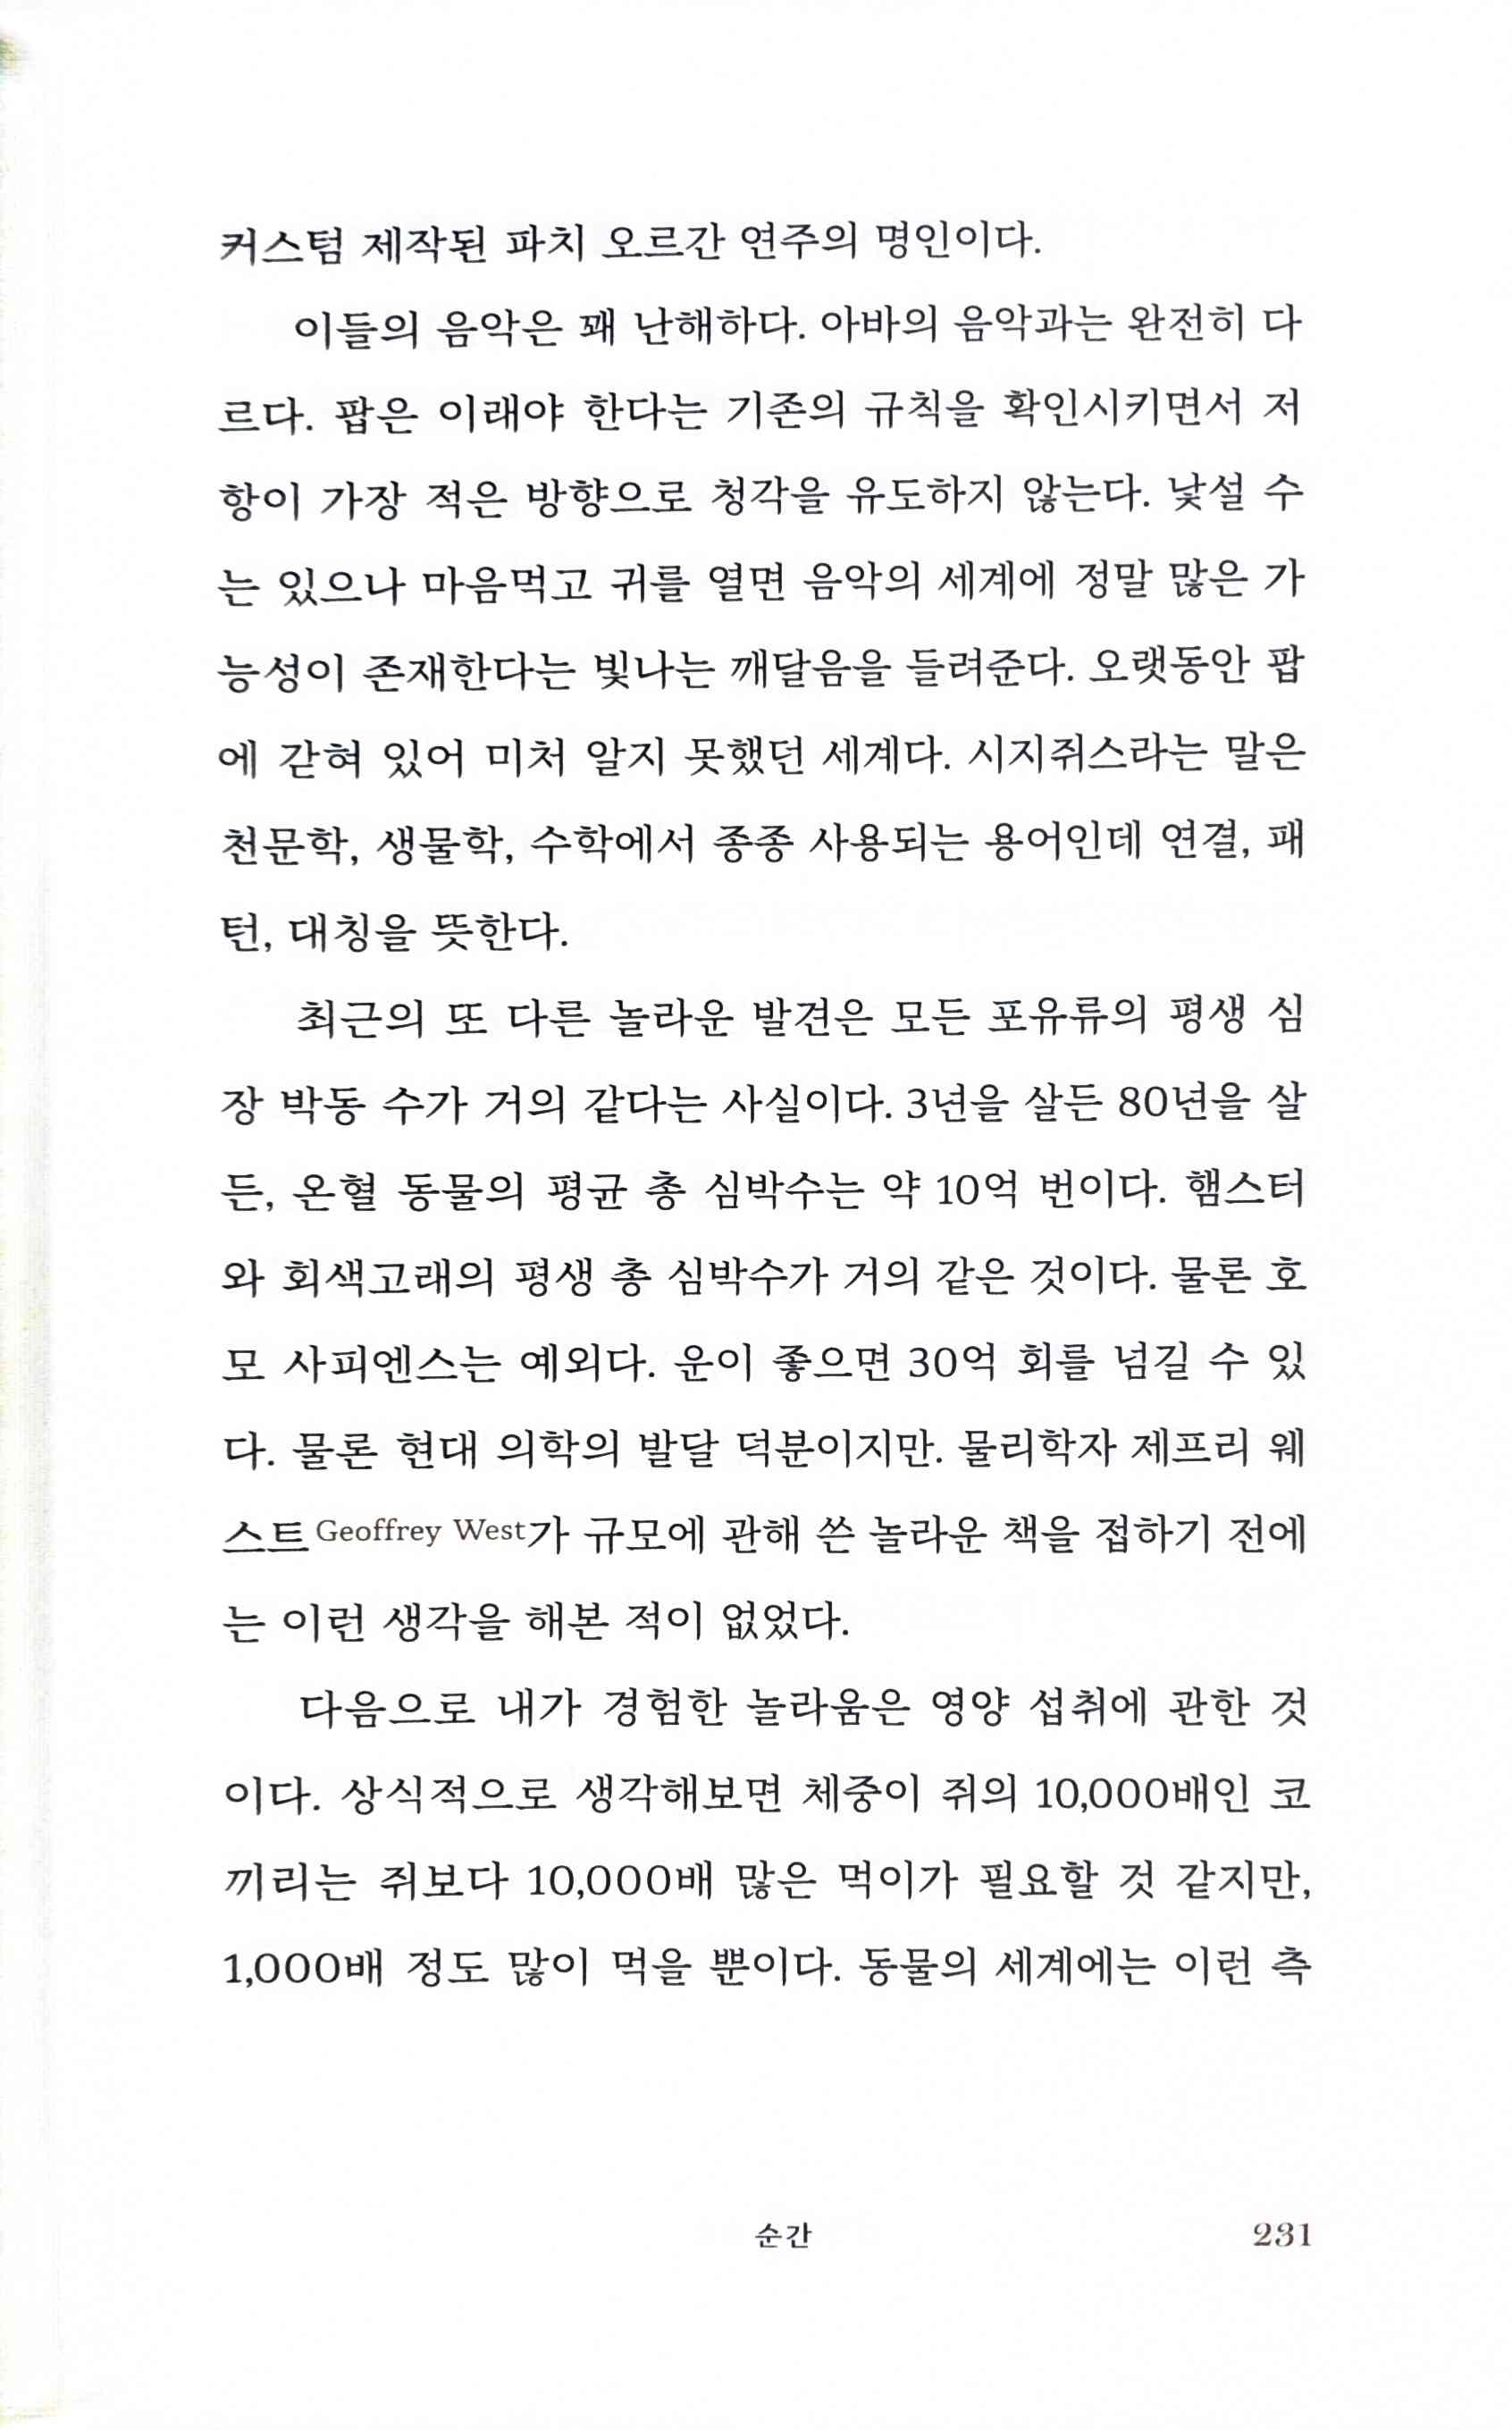 커스텀 제작된 파치 오르간 연주의 명인이다.
이들의 음악은 꽤 난해하다. 아바의 음악과는 완전히 다
르다. 팝은 이래야 한다는 기존의 규칙을 확인시키면서 저
항이 가장 적은 방향으로 청각을 유도하지 않는다. 낯설 수
는 있으나 마음먹고 귀를 열면 음악의 세계에 정말 많은 가
능성이 존재한다는 빛나는 깨달음을 들려준다. 오랫동안 팝
에 갇혀 있어 미처 알지 못했던 세계다. 시지쥐스라는 말은
천문학, 생물학, 수학에서 종종 사용되는 용어인데 연결, 패
턴, 대칭을 뜻한다.
최근의 또 다른 놀라운 발견은 모든 포유류의 평생 심
장 박동 수가 거의 같다는 사실이다. 3년을 살든 80년을 살
든, 온혈 동물의 평균 총 심박수는 약 10억 번이다. 햄스터
와 회색고래의 평생 총 심박수가 거의 같은 것이다. 물론 호
모 사피엔스는 예외다. 운이 좋으면 30억 회를 넘길 수 있
다. 물론 현대 의학의 발달 덕분이지만. 물리학자 제프리 웨
스트Geoffrey West가 규모에 관해 쓴 놀라운 책을 접하기 전에
는 이런 생각을 해본 적이 없었다.
다음으로 내가 경험한 놀라움은 영양 섭취에 관한 것
이다. 상식적으로 생각해보면 체중이 쥐의 10,000배인 코
끼리는 쥐보다 10,000배 많은 먹이가 필요할 것 같지만,
1,000배 정도 많이 먹을 뿐이다. 동물의 세계에는 이런 측
순간 231